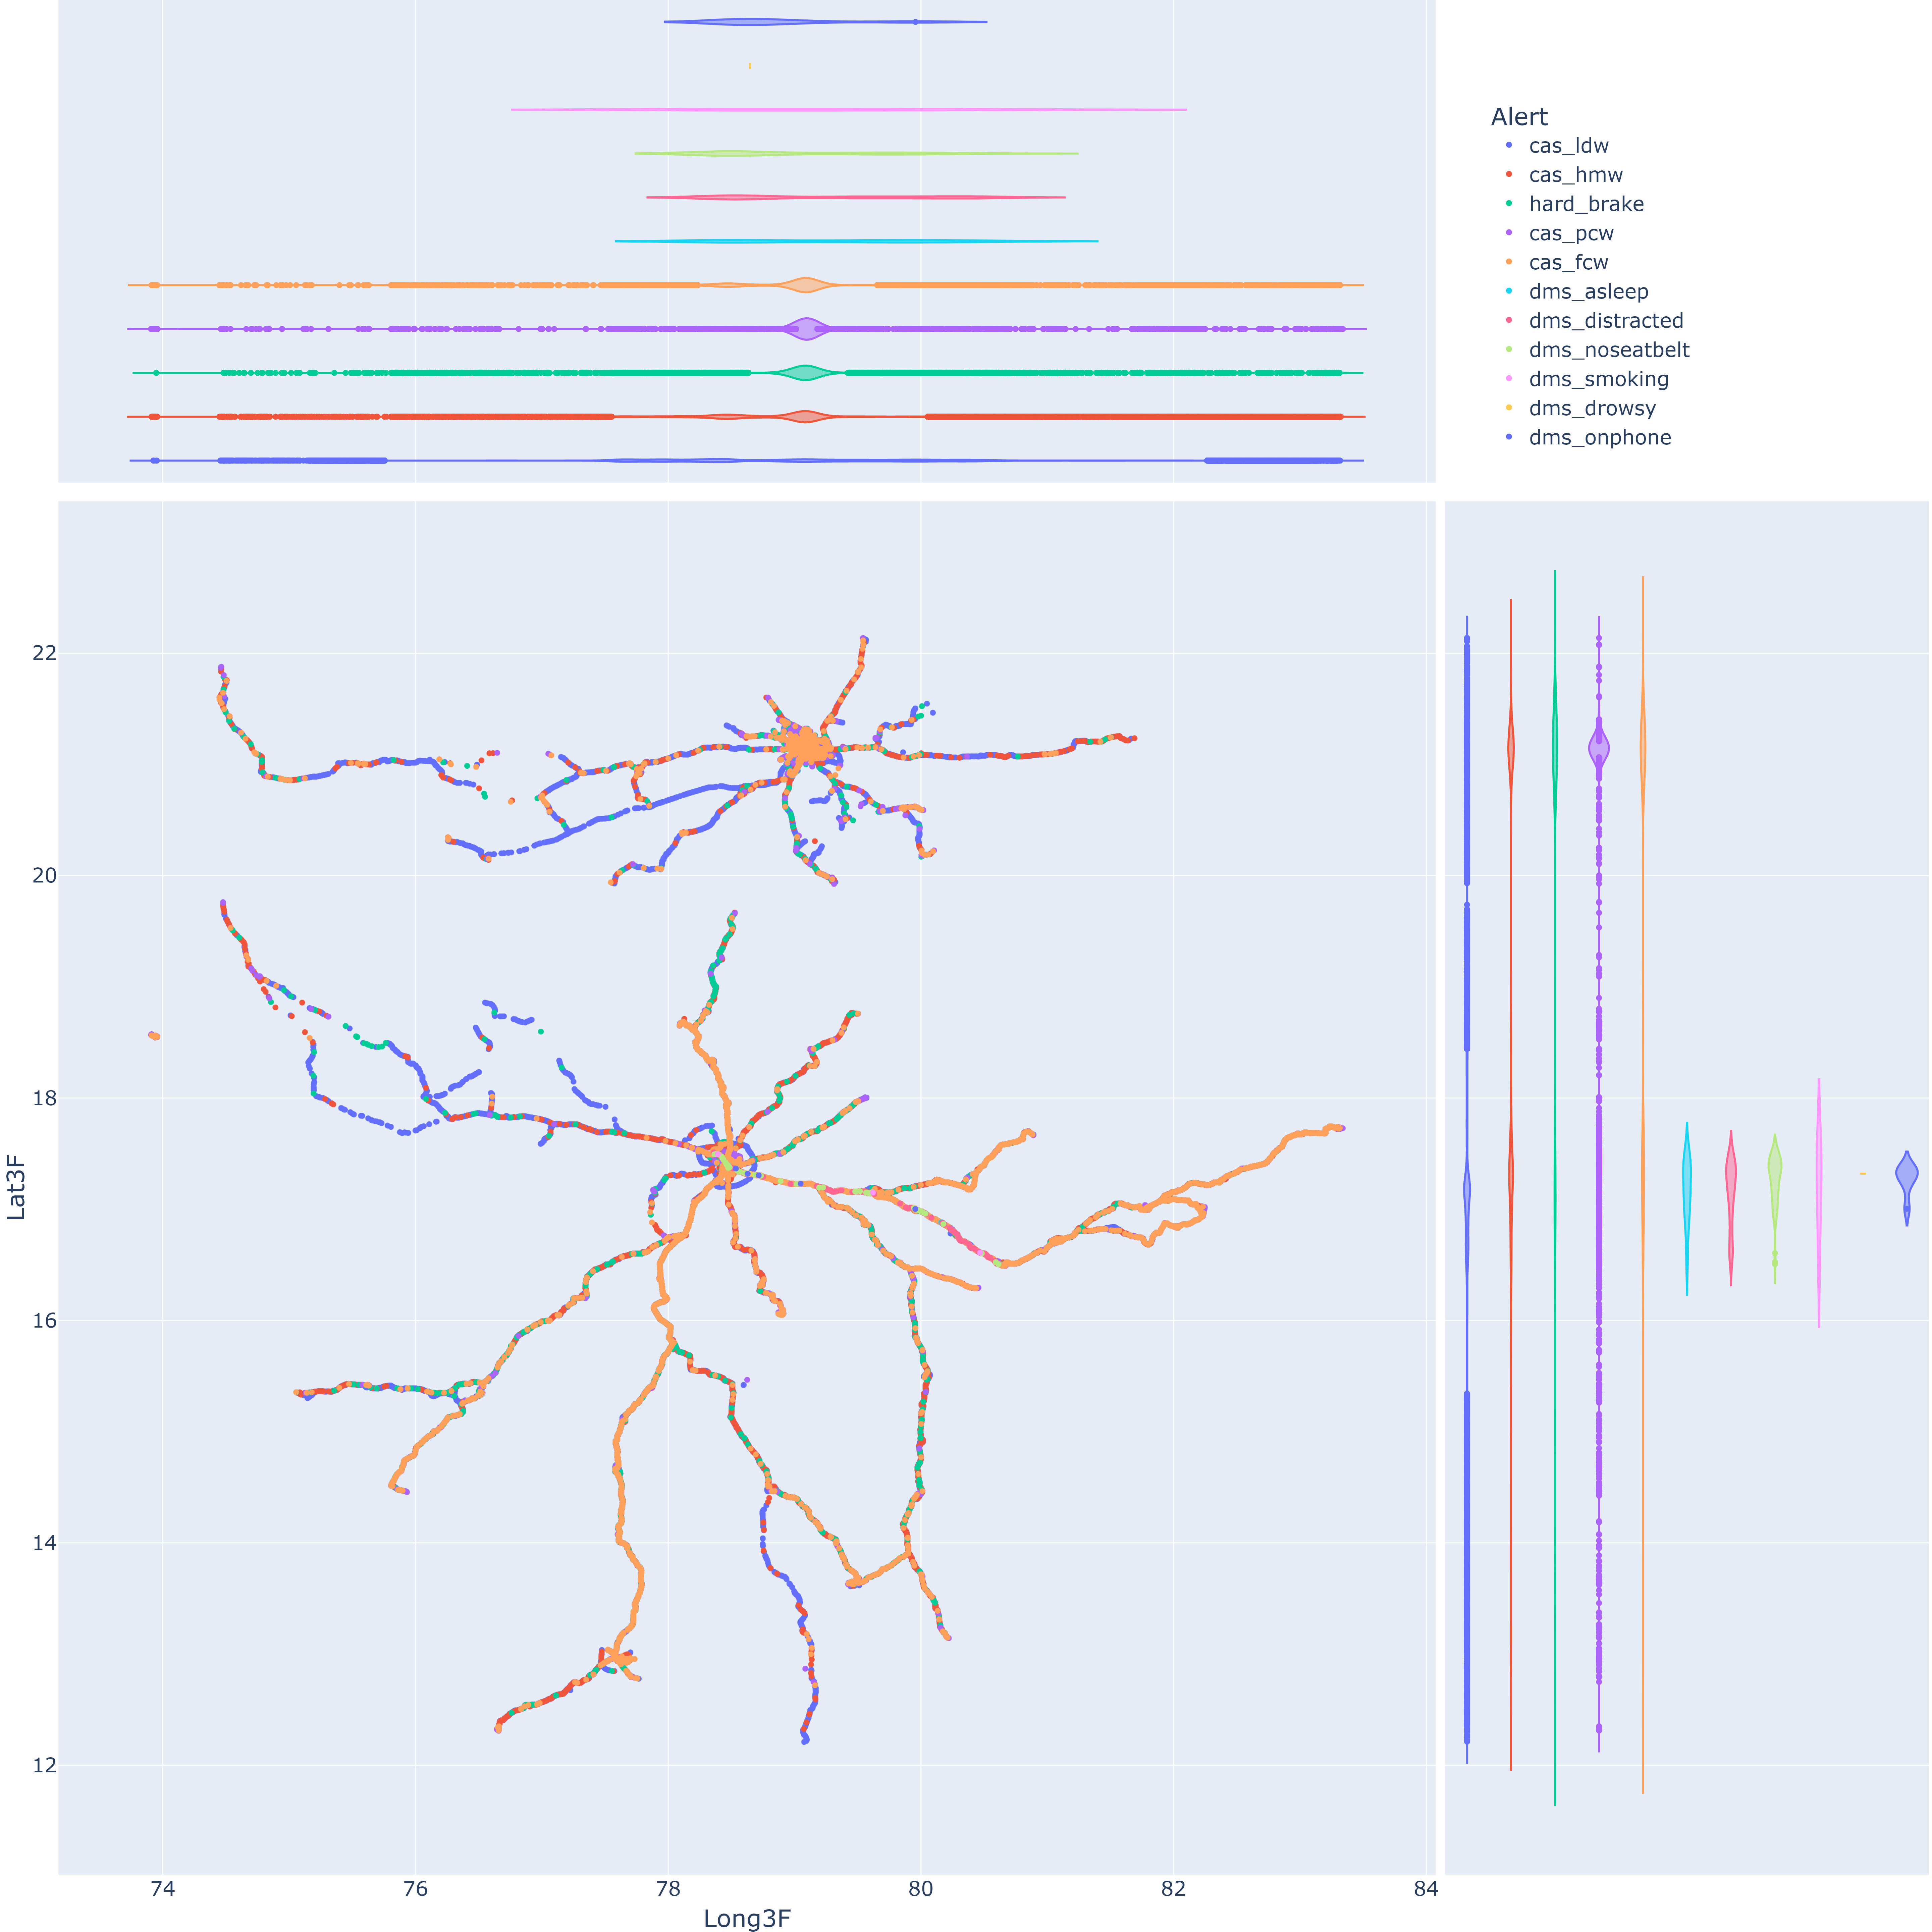 Alert
cas_ldw
cas_hmw
hard_brake
cas_pcw
cas_fcw
dms_asleep
dms_distracted
dms_noseatbelt
dms_smoking
dms_drowsy
dms_onphone
22
20
18
16
14
12
Lat3F
74 76 78 80 82 84
Long3F